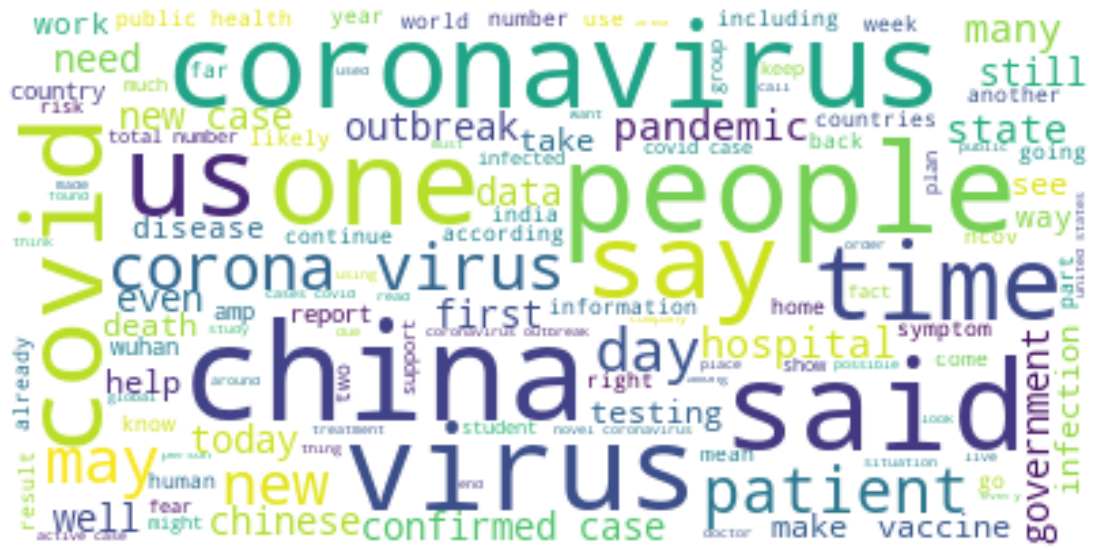 work
public health
year
world
number
use
including
week
many
need
far
used
coronavirus
group
keep
call
still
country
much
another
risk
new case
want
outbreak
take
pandemic
countries
state
total number
likely
must
infected
covid case
back
public
going
covid
made
found
us
one
data
people
plan
see
disease
continue
india
according
way
think
ncov
united states
corona virus
say
order
time
part
even
amp
using
cases covid
read
first
information
home
fact
death
study
report
due
support
coronavirus outbreak
company
day
hospital
symptom
wuhan
already
help
global
around
china
two
right
place
among
show
possible
come
government
infection
testing
said
look
know
today
treatment
thing
student
novel coronavirus
mean
may
person
virus
situation
live
result
human
new
end
patient
go
every
well
fear
might
chinese
confirmed case
doctor
make
vaccine
active case